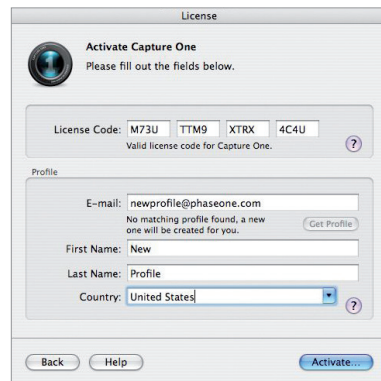 License
Activate Capture One
Please fill out the fields below.
License Code: M73U TTM9 XTRX 4C4U
Valid license code for Capture One.
?
Profile
E-mail: newprofile@phaseone.com
No matching profile found, a new
one will be created for you.
Get Profile
First Name: New
Last Name: Profile
Country: United States
?
Back Help Activate...